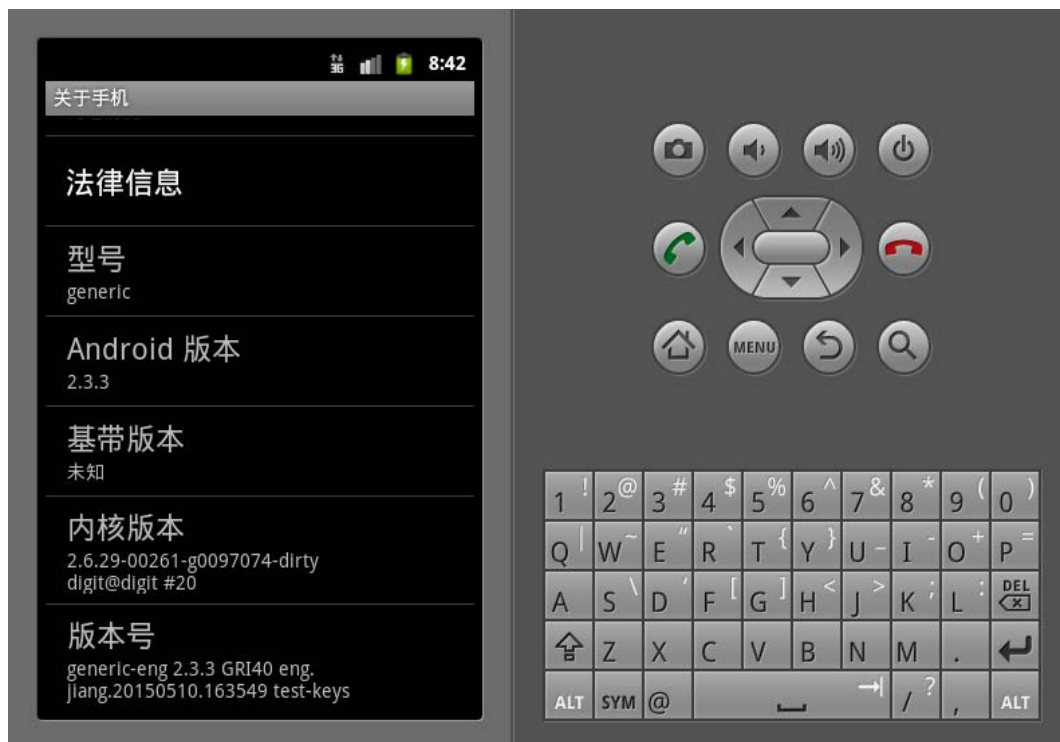 3G 8:42
关于手机
法律信息
型号
generic
Android 版本
2.3.3
基带版本
未知
内核版本
2.6.29-00261-g0097074-dirty
digit@digit #20
版本号
generic-eng 2.3.3 GRI40 eng.
jiang.20150510.163549 test-keys
MENU
1 ! 2 @ 3 # 4 $ 5 % 6 ^ 7 & 8 * 9 ( 0 )
Q | W ~ E " R ` T { Y } U _ I - O + P =
A S \ D ' F [ G ] H < J > K ; L : DEL
Z X C V B N M .
ALT SYM @ / ? , ALT